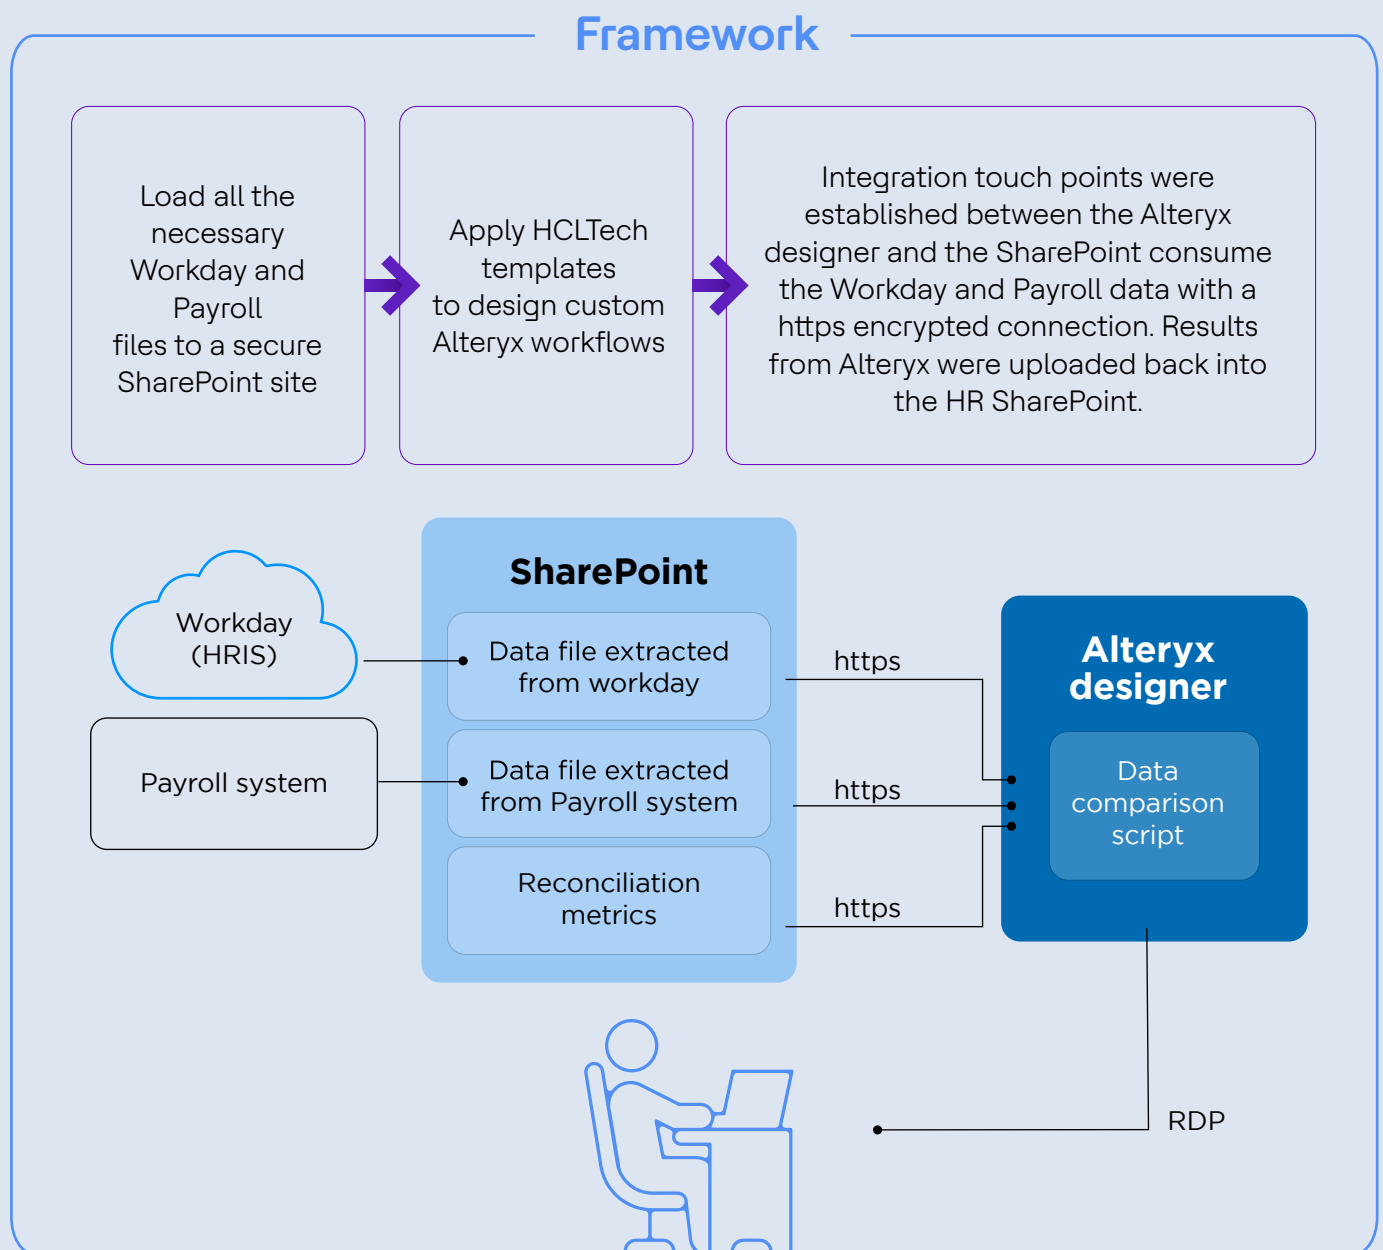 Framework
Load all the
necessary
Workday and
Payroll
files to a secure
SharePoint site
Apply HCLTech
templates
to design custom
Alteryx workflows
Integration touch points were
established between the Alteryx
designer and the SharePoint consume
the Workday and Payroll data with a
https encrypted connection. Results
from Alteryx were uploaded back into
the HR SharePoint.
Workday
(HRIS)
Payroll system
SharePoint
Data file extracted
from workday
Data file extracted
from Payroll system
Reconciliation
metrics
https
https
https
Alteryx
designer
Data
comparison
script
RDP